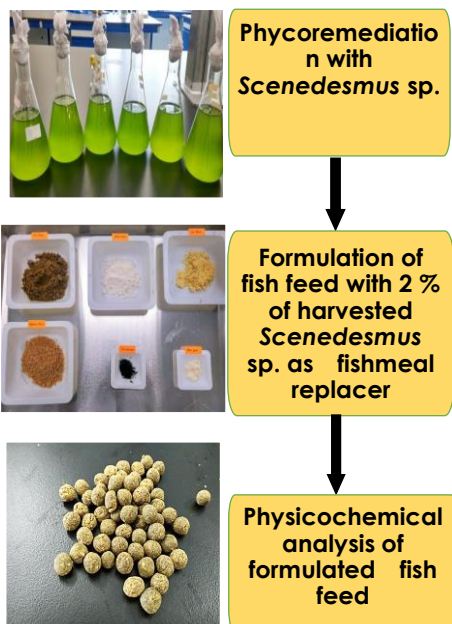 Phycoremediatio
n with
Scenedesmus sp.
Formulation of
fish feed with 2 %
of harvested
Scenedesmus
sp. as fishmeal
replacer
Physicochemical
analysis of
formulated fish
feed